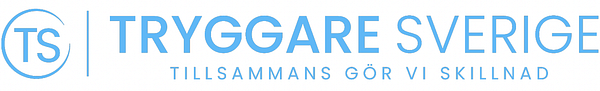 TS
TRYGGARE SVERIGE
TILLSAMMANS GÖR VI SKILLNAD